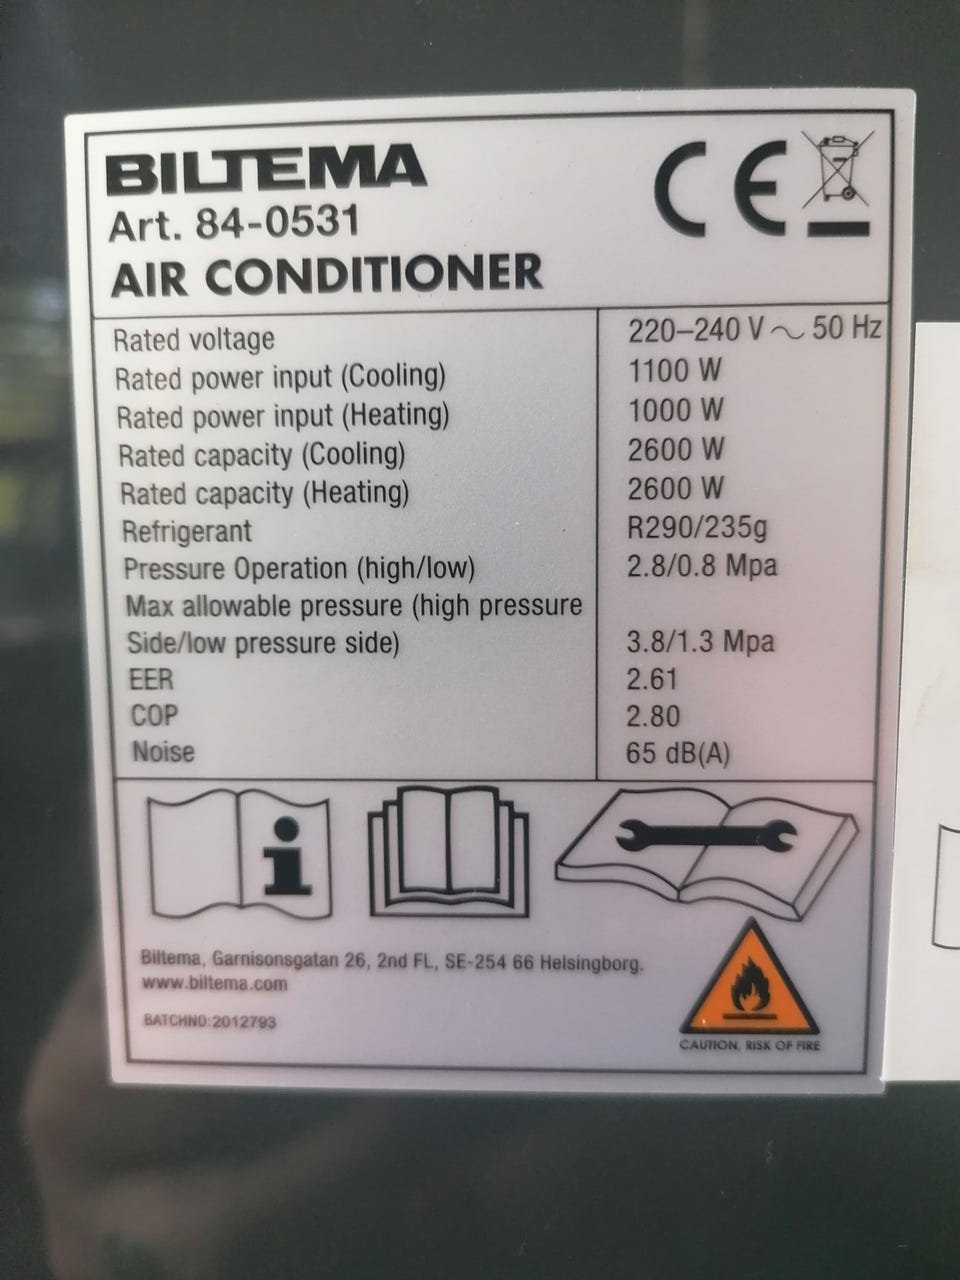 BILTEMA
Art. 84-0531
AIR CONDITIONER
CE
Rated voltage 220–240 V ~ 50 Hz
Rated power input (Cooling) 1100 W
Rated power input (Heating) 1000 W
Rated capacity (Cooling) 2600 W
Rated capacity (Heating) 2600 W
Refrigerant R290/235g
Pressure Operation (high/low) 2.8/0.8 Mpa
Max allowable pressure (high pressure
Side/low pressure side) 3.8/1.3 Mpa
EER 2.61
COP 2.80
Noise 65 dB(A)
i
Biltema, Garnisonsgatan 26, 2nd FL, SE-254 66 Helsingborg.
www.biltema.com
BATCHNO:2012793
CAUTION, RISK OF FIRE